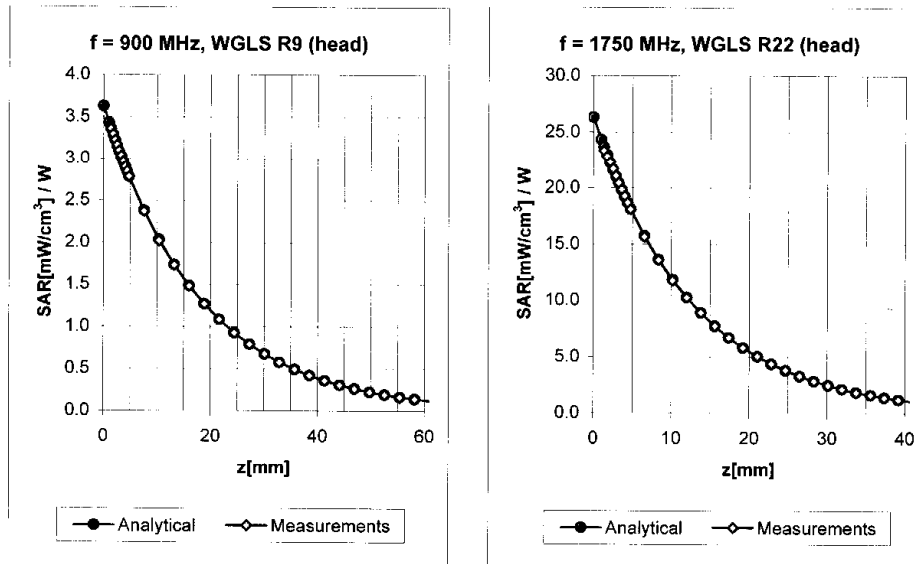 f = 900 MHz, WGLS R9 (head)
4.0
3.5
3.0
2.5
2.0
1.5
1.0
0.5
0.0
SAR[mW/cm³] / W
0 20 40 60
z[mm]
Analytical Measurements
f = 1750 MHz, WGLS R22 (head)
30.0
25.0
20.0
15.0
10.0
5.0
0.0
SAR[mW/cm³] / W
0 10 20 30 40
z[mm]
Analytical Measurements